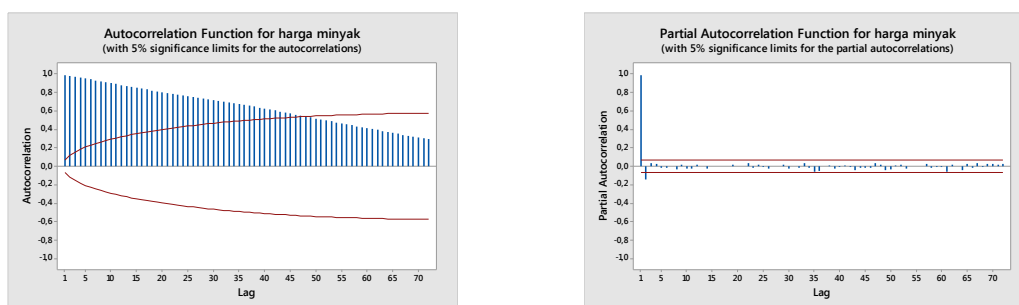 Autocorrelation Function for harga minyak
(with 5% significance limits for the autocorrelations)
1,0
0,8
0,6
0,4
0,2
0,0
-0,2
-0,4
-0,6
-0,8
-1,0
Autocorrelation
1 5 10 15 20 25 30 35 40 45 50 55 60 65 70
Lag
Partial Autocorrelation Function for harga minyak
(with 5% significance limits for the partial autocorrelations)
1,0
0,8
0,6
0,4
0,2
0,0
-0,2
-0,4
-0,6
-0,8
-1,0
Partial Autocorrelation
1 5 10 15 20 25 30 35 40 45 50 55 60 65 70
Lag